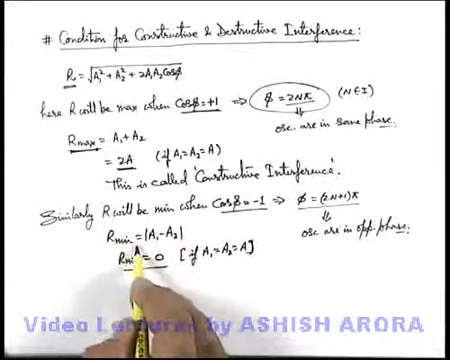 # Condition for Constructive & Destructive Interference :
R = √A₁² + A₂² + 2A₁A₂Cosϕ
here R will be max when Cosϕ=+1 ⇒ ϕ = 2Nπ (N∈I)
⇓
osc. are in same phase.
Rmax = A₁+A₂
= 2A (if A₁=A₂=A)
This is called 'Constructive Interference'.
Similarly R will be min when Cosϕ=-1 ⇒ ϕ = (2N+1)π
⇓
osc are in opp. phase.
Rmin = |A₁-A₂|
= 0 [if A₁=A₂=A]
Video Lectures by ASHISH ARORA